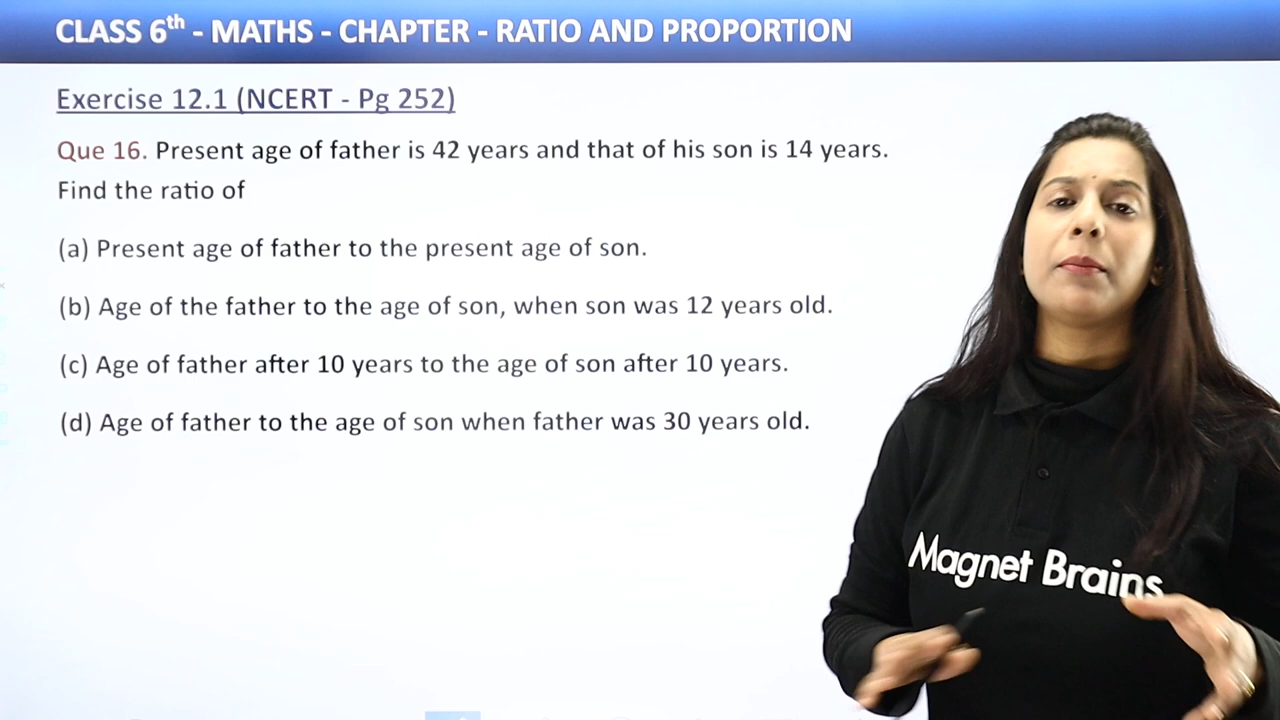 CLASS 6th - MATHS - CHAPTER - RATIO AND PROPORTION
Exercise 12.1 (NCERT - Pg 252)
Que 16. Present age of father is 42 years and that of his son is 14 years.
Find the ratio of
(a) Present age of father to the present age of son.
(b) Age of the father to the age of son, when son was 12 years old.
(c) Age of father after 10 years to the age of son after 10 years.
(d) Age of father to the age of son when father was 30 years old.
Magnet Brains